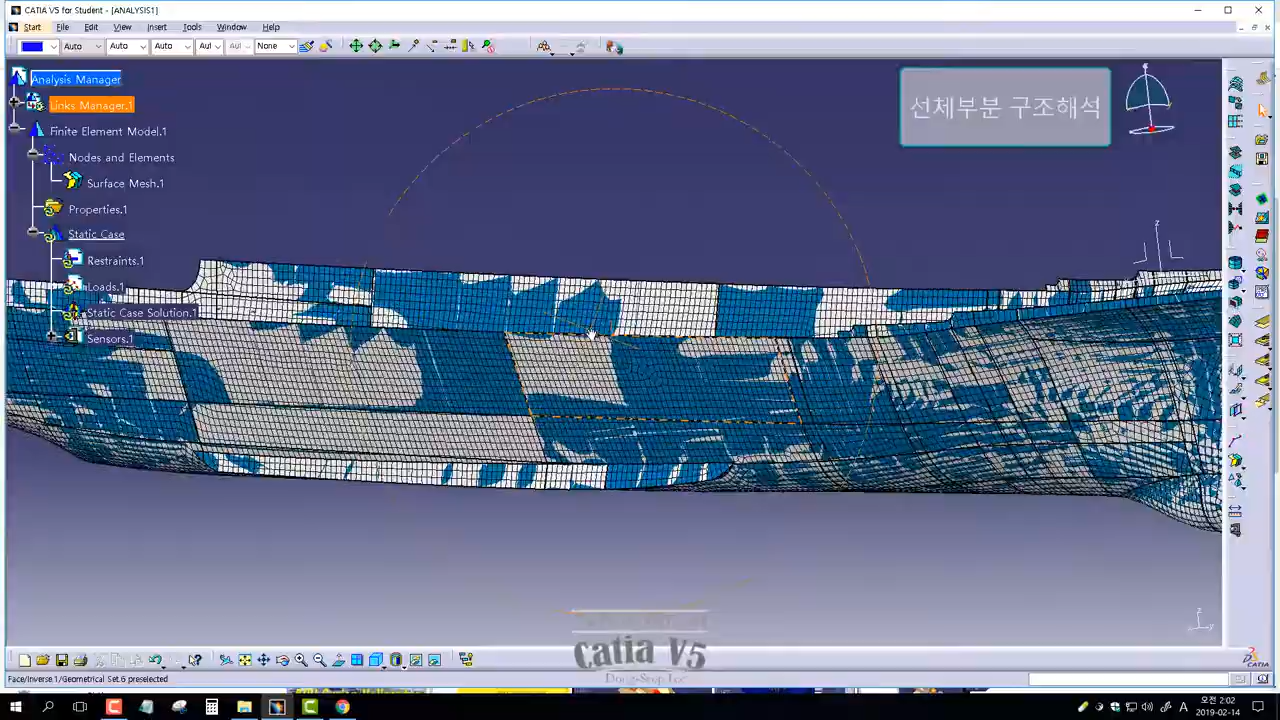 CATIA V5 for Student - [ANALYSIS1]
Start File Edit View Insert Tools Window Help
Auto Auto Auto Aul Aul None
Analysis Manager
Links Manager.1
Finite Element Model.1
Nodes and Elements
Surface Mesh.1
Properties.1
Static Case
Restraints.1
Loads.1
Static Case Solution.1
Sensors.1
선체부분 구조해석
z
Catia V5
CATIA
Face/Inverse.1/Geometrical Set.6 preselected
A
오전 2:02
2019-02-14